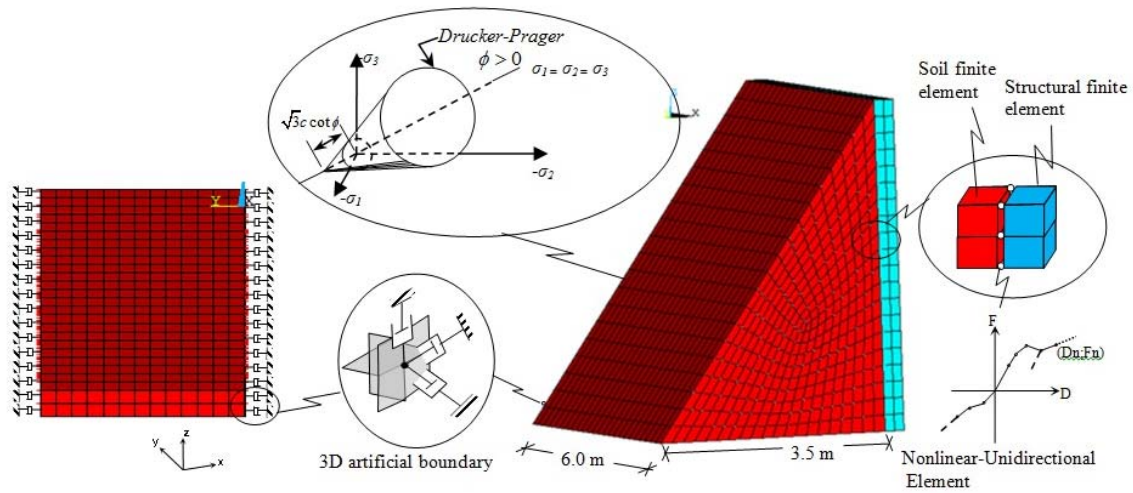 Drucker-Prager
ϕ > 0
-σ3
σ1 = σ2 = σ3
√3c cotϕ
-σ2
-σ1
Soil finite
element
Structural finite
element
x
Y
X
F
(Dn;Fn)
D
z
y
x
3D artificial boundary
6.0 m
3.5 m
Nonlinear-Unidirectional
Element